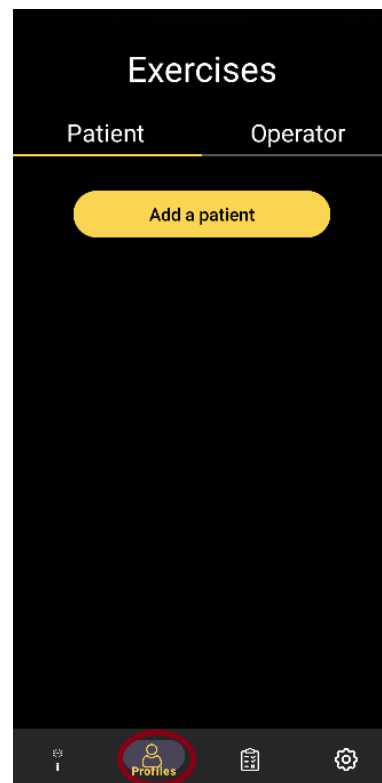 Exercises
Patient Operator
Add a patient
Profiles